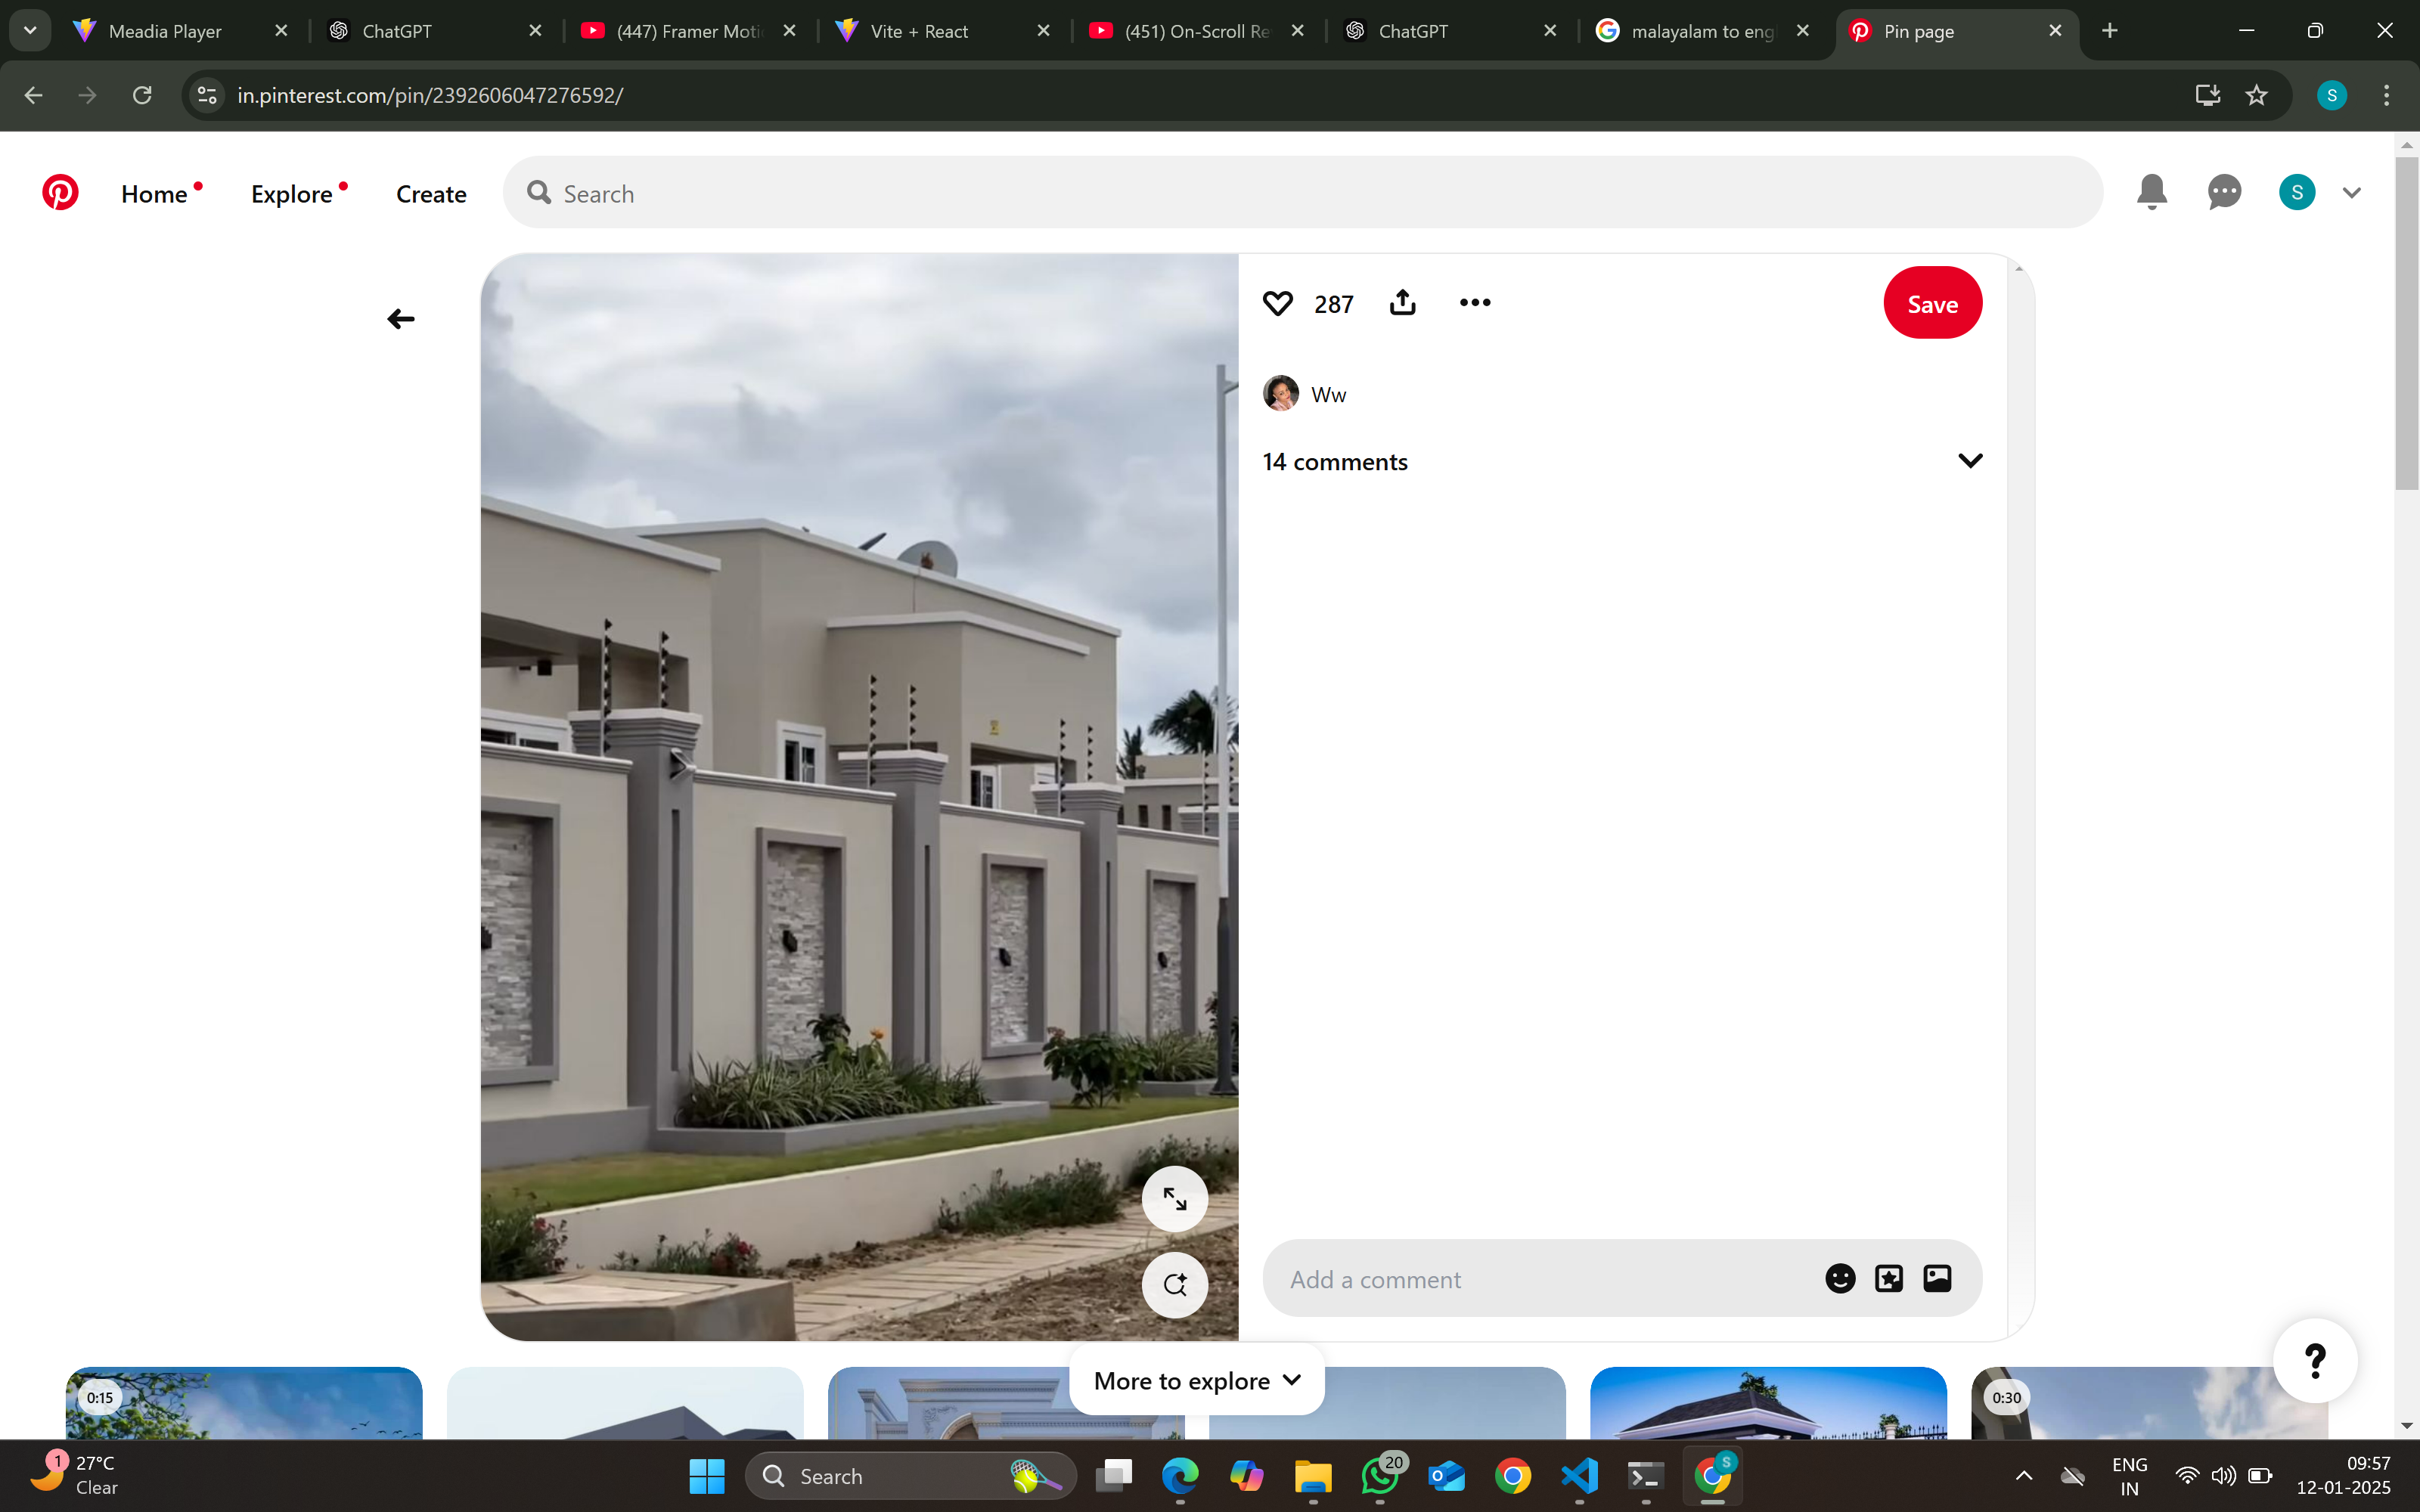 Meadia Player
ChatGPT
(447) Framer Moti
Vite + React
(451) On-Scroll Re
ChatGPT
malayalam to eng
Pin page
in.pinterest.com/pin/2392606047276592/
S
Home
Explore
Create
Search
S
287
Save
Ww
14 comments
Add a comment
More to explore
?
0:15
0:30
1
27°C
Clear
Search
20
S
ENG
IN
09:57
12-01-2025